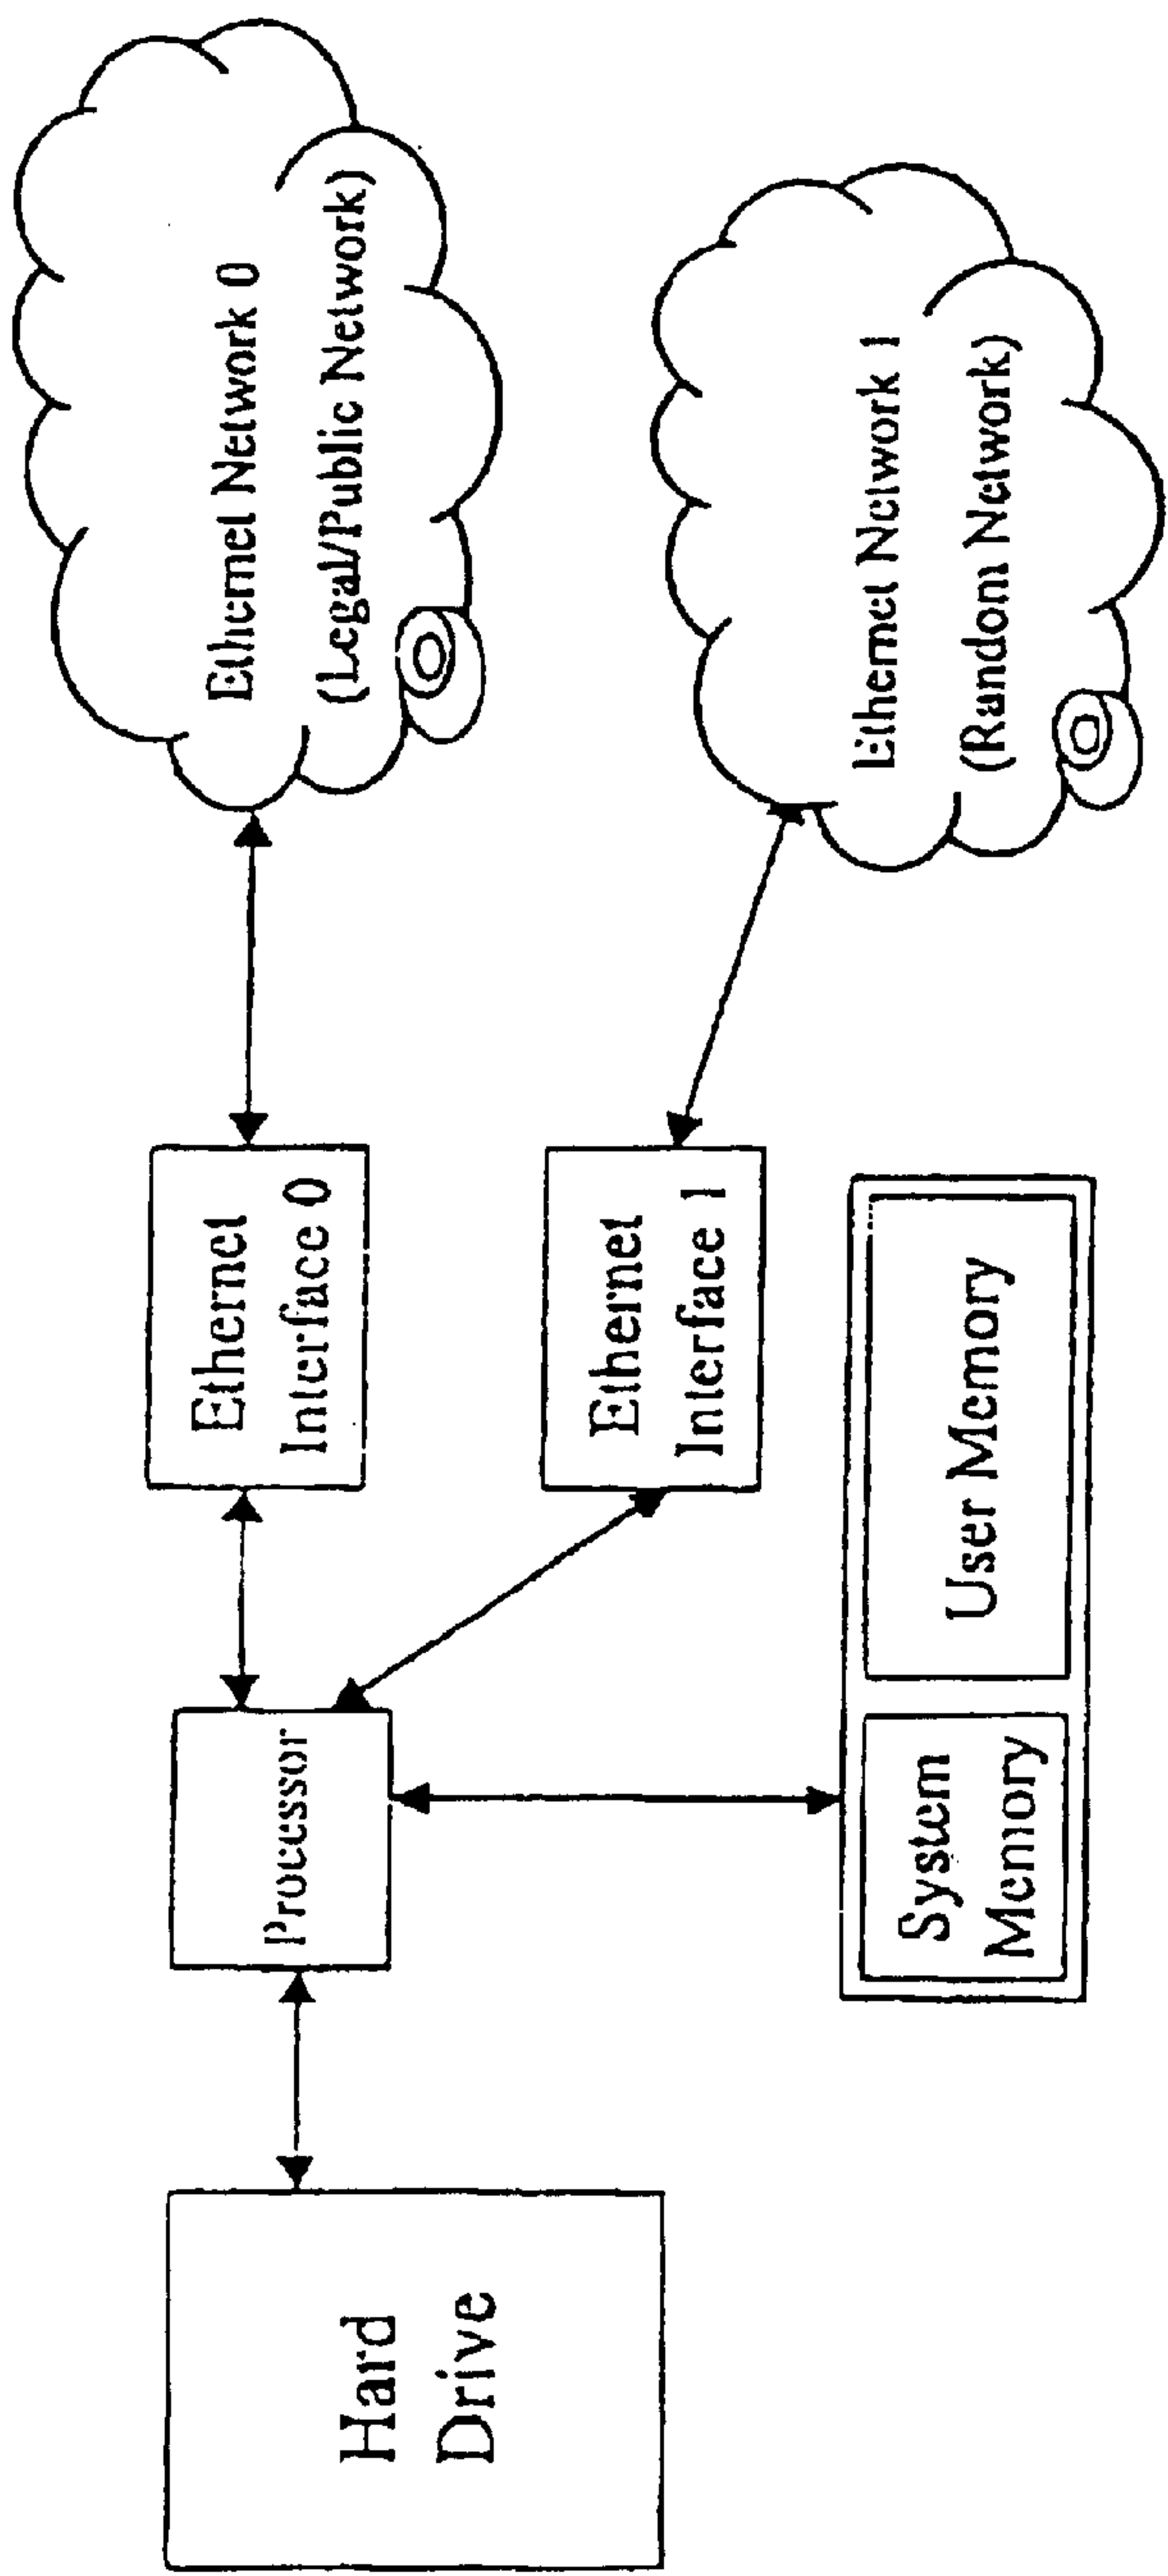 Hard
Drive
Processor
Ethernet
Interface 0
Ethernet
Interface 1
System
Memory
User Memory
Ethernet Network 0
(Legal/Public Network)
Ethernet Network 1
(Random Network)